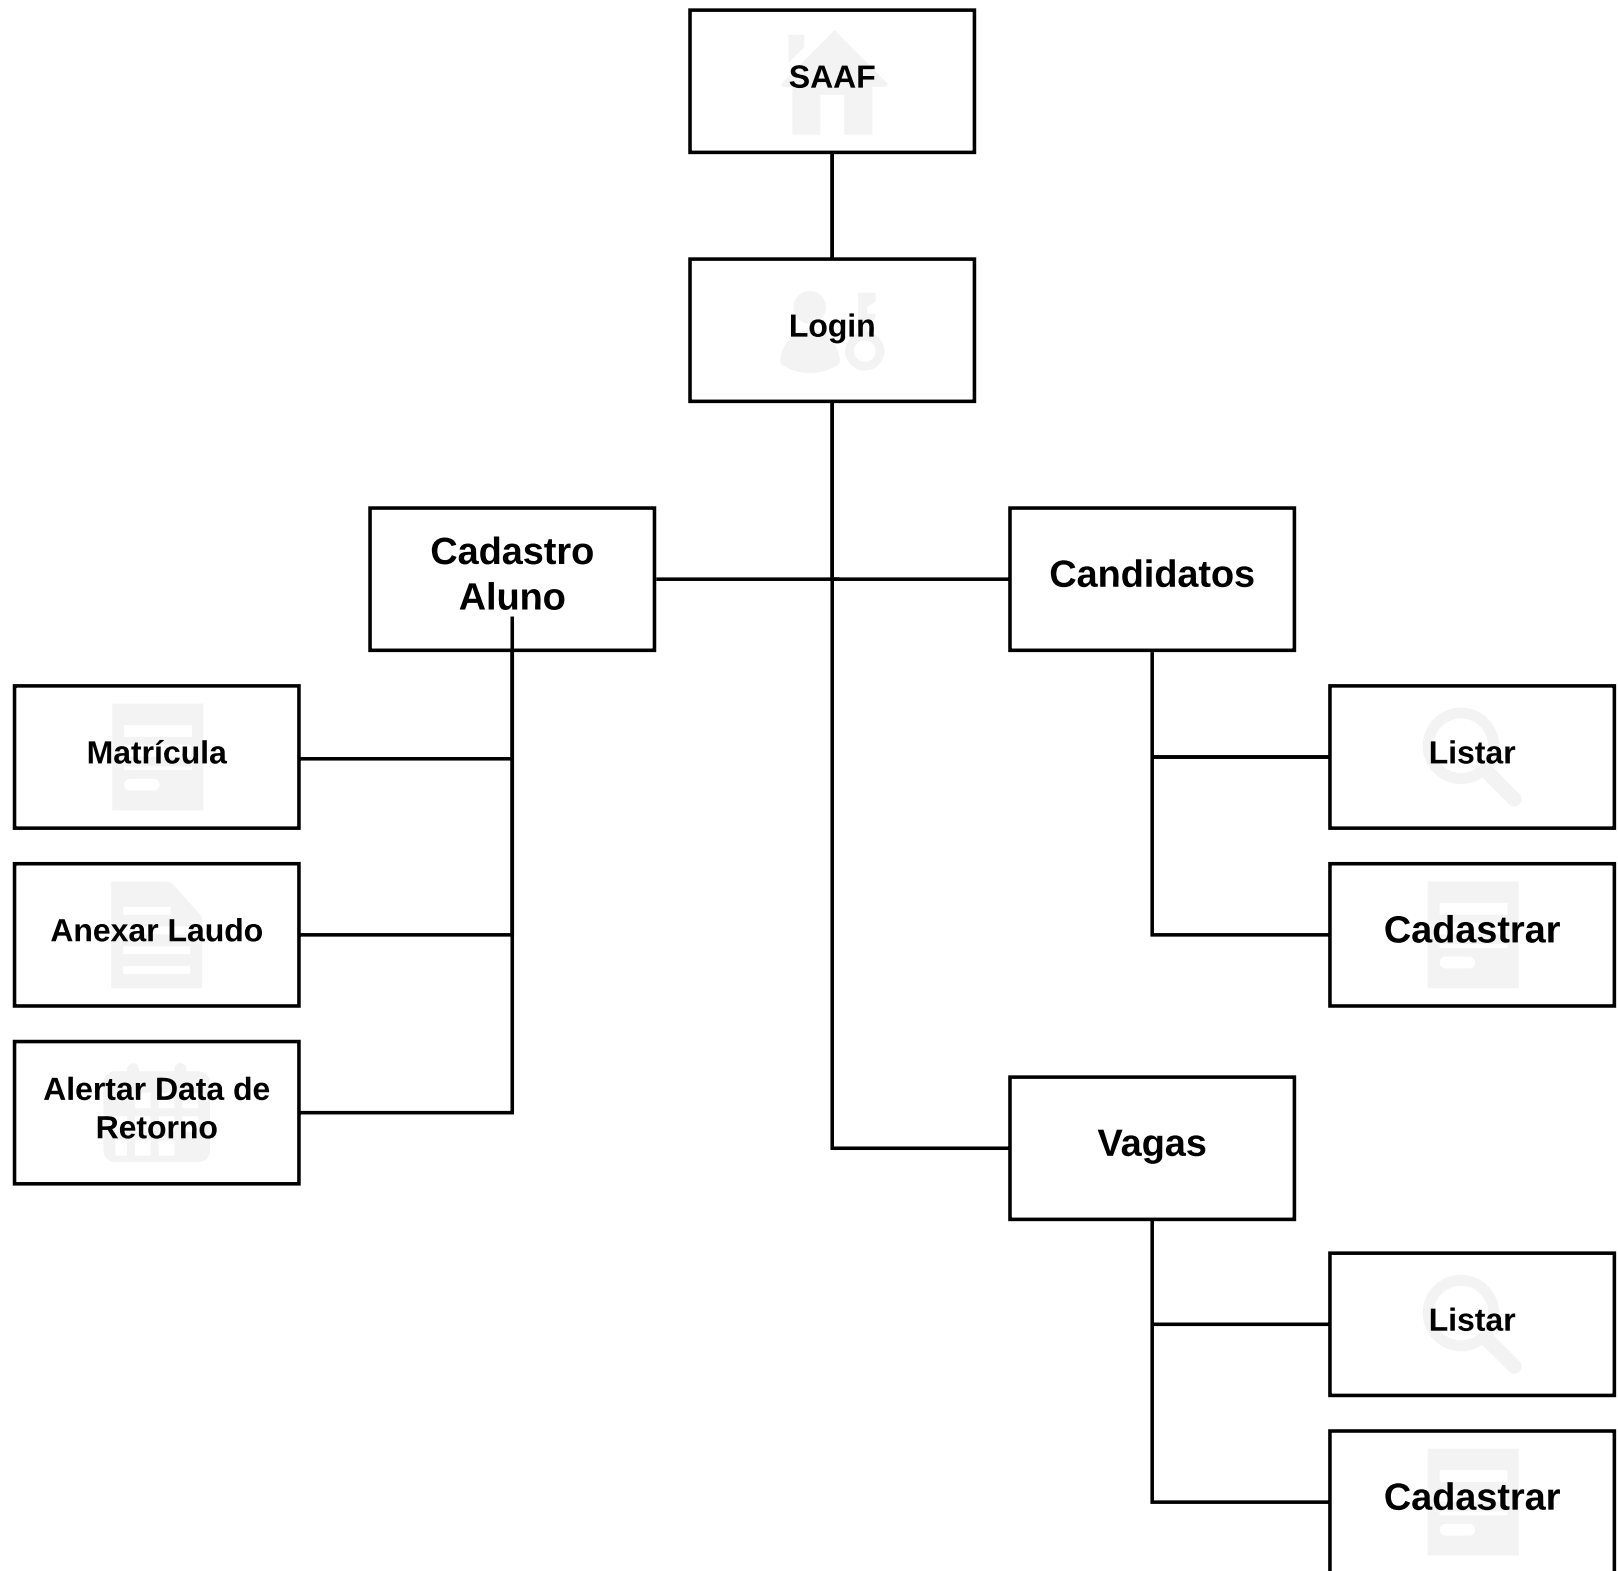 SAAF
Login
Cadastro
Aluno
Candidatos
Matrícula
Listar
Anexar Laudo
Cadastrar
Alertar Data de
Retorno
Vagas
Listar
Cadastrar